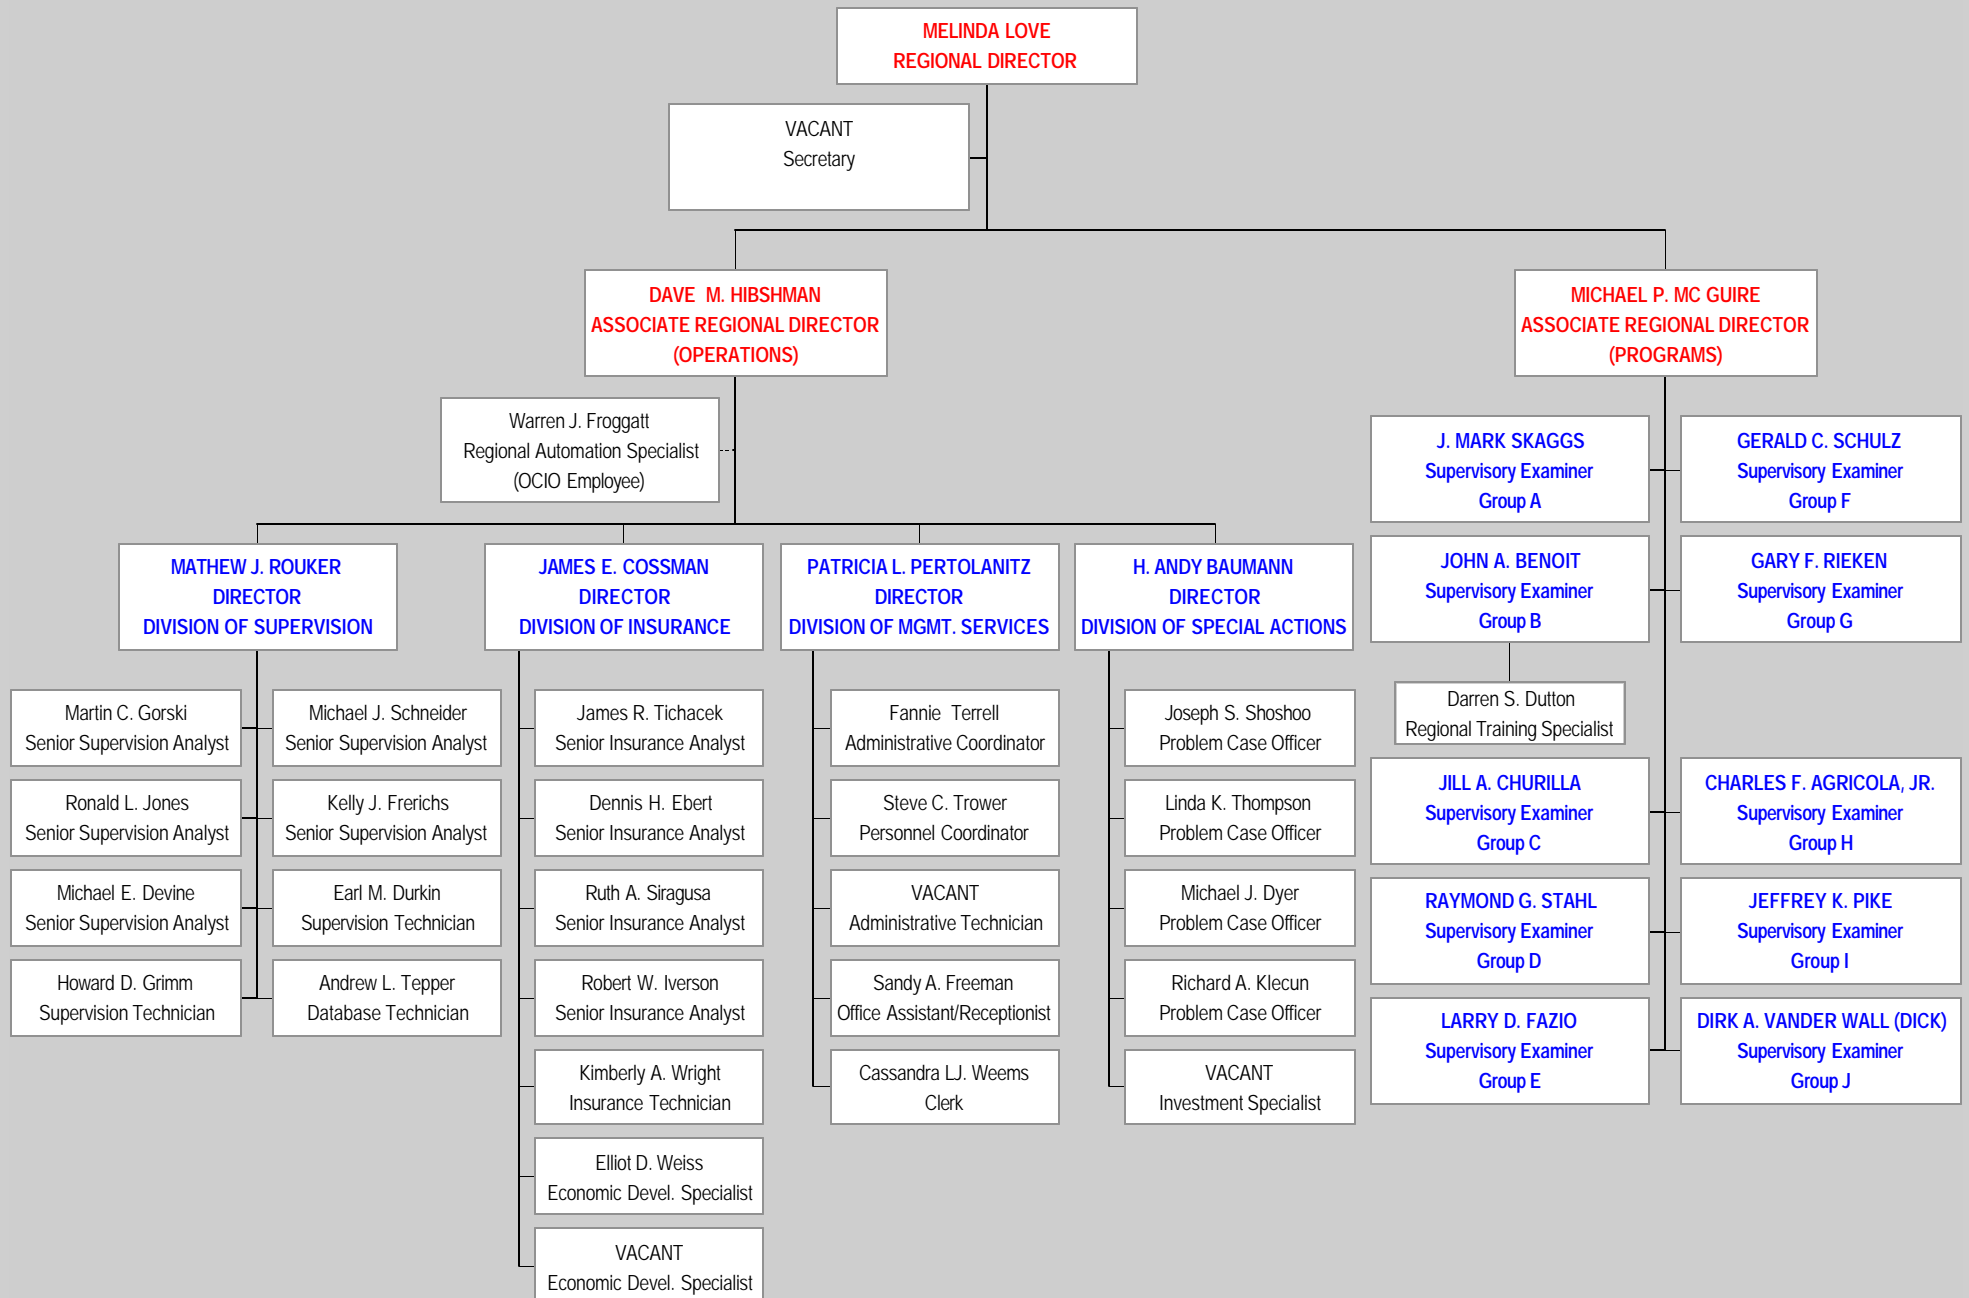 MELINDA LOVE
REGIONAL DIRECTOR
VACANT
Secretary
DAVE M. HIBSHMAN
ASSOCIATE REGIONAL DIRECTOR
(OPERATIONS)
MICHAEL P. MC GUIRE
ASSOCIATE REGIONAL DIRECTOR
(PROGRAMS)
Warren J. Froggatt
Regional Automation Specialist
(OCIO Employee)
MATHEW J. ROUKER
DIRECTOR
DIVISION OF SUPERVISION
Martin C. Gorski
Senior Supervision Analyst
Michael J. Schneider
Senior Supervision Analyst
Ronald L. Jones
Senior Supervision Analyst
Kelly J. Frerichs
Senior Supervision Analyst
Michael E. Devine
Senior Supervision Analyst
Earl M. Durkin
Supervision Technician
Howard D. Grimm
Supervision Technician
Andrew L. Tepper
Database Technician
JAMES E. COSSMAN
DIRECTOR
DIVISION OF INSURANCE
James R. Tichacek
Senior Insurance Analyst
Dennis H. Ebert
Senior Insurance Analyst
Ruth A. Siragusa
Senior Insurance Analyst
Robert W. Iverson
Senior Insurance Analyst
Kimberly A. Wright
Insurance Technician
Elliot D. Weiss
Economic Devel. Specialist
VACANT
Economic Devel. Specialist
PATRICIA L. PERTOLANITZ
DIRECTOR
DIVISION OF MGMT. SERVICES
Fannie Terrell
Administrative Coordinator
Steve C. Trower
Personnel Coordinator
VACANT
Administrative Technician
Sandy A. Freeman
Office Assistant/Receptionist
Cassandra LJ. Weems
Clerk
H. ANDY BAUMANN
DIRECTOR
DIVISION OF SPECIAL ACTIONS
Joseph S. Shoshoo
Problem Case Officer
Linda K. Thompson
Problem Case Officer
Michael J. Dyer
Problem Case Officer
Richard A. Klecun
Problem Case Officer
VACANT
Investment Specialist
J. MARK SKAGGS
Supervisory Examiner
Group A
GERALD C. SCHULZ
Supervisory Examiner
Group F
JOHN A. BENOIT
Supervisory Examiner
Group B
GARY F. RIEKEN
Supervisory Examiner
Group G
Darren S. Dutton
Regional Training Specialist
JILL A. CHURILLA
Supervisory Examiner
Group C
CHARLES F. AGRICOLA, JR.
Supervisory Examiner
Group H
RAYMOND G. STAHL
Supervisory Examiner
Group D
JEFFREY K. PIKE
Supervisory Examiner
Group I
LARRY D. FAZIO
Supervisory Examiner
Group E
DIRK A. VANDER WALL (DICK)
Supervisory Examiner
Group J